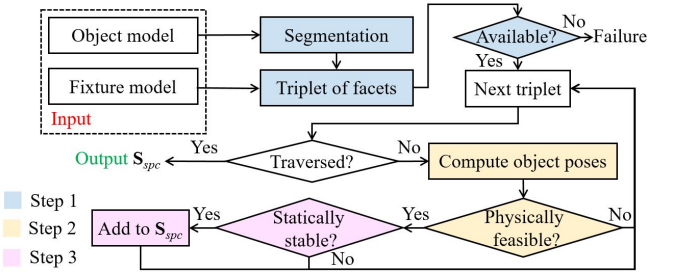 Object model
Segmentation
Available?
No
Failure
Fixture model
Triplet of facets
Yes
Next triplet
Input
Output S_spc
Yes
Traversed?
No
Compute object poses
Step 1
Step 2
Step 3
Add to S_spc
Yes
Statically
stable?
Yes
Physically
feasible?
No
No